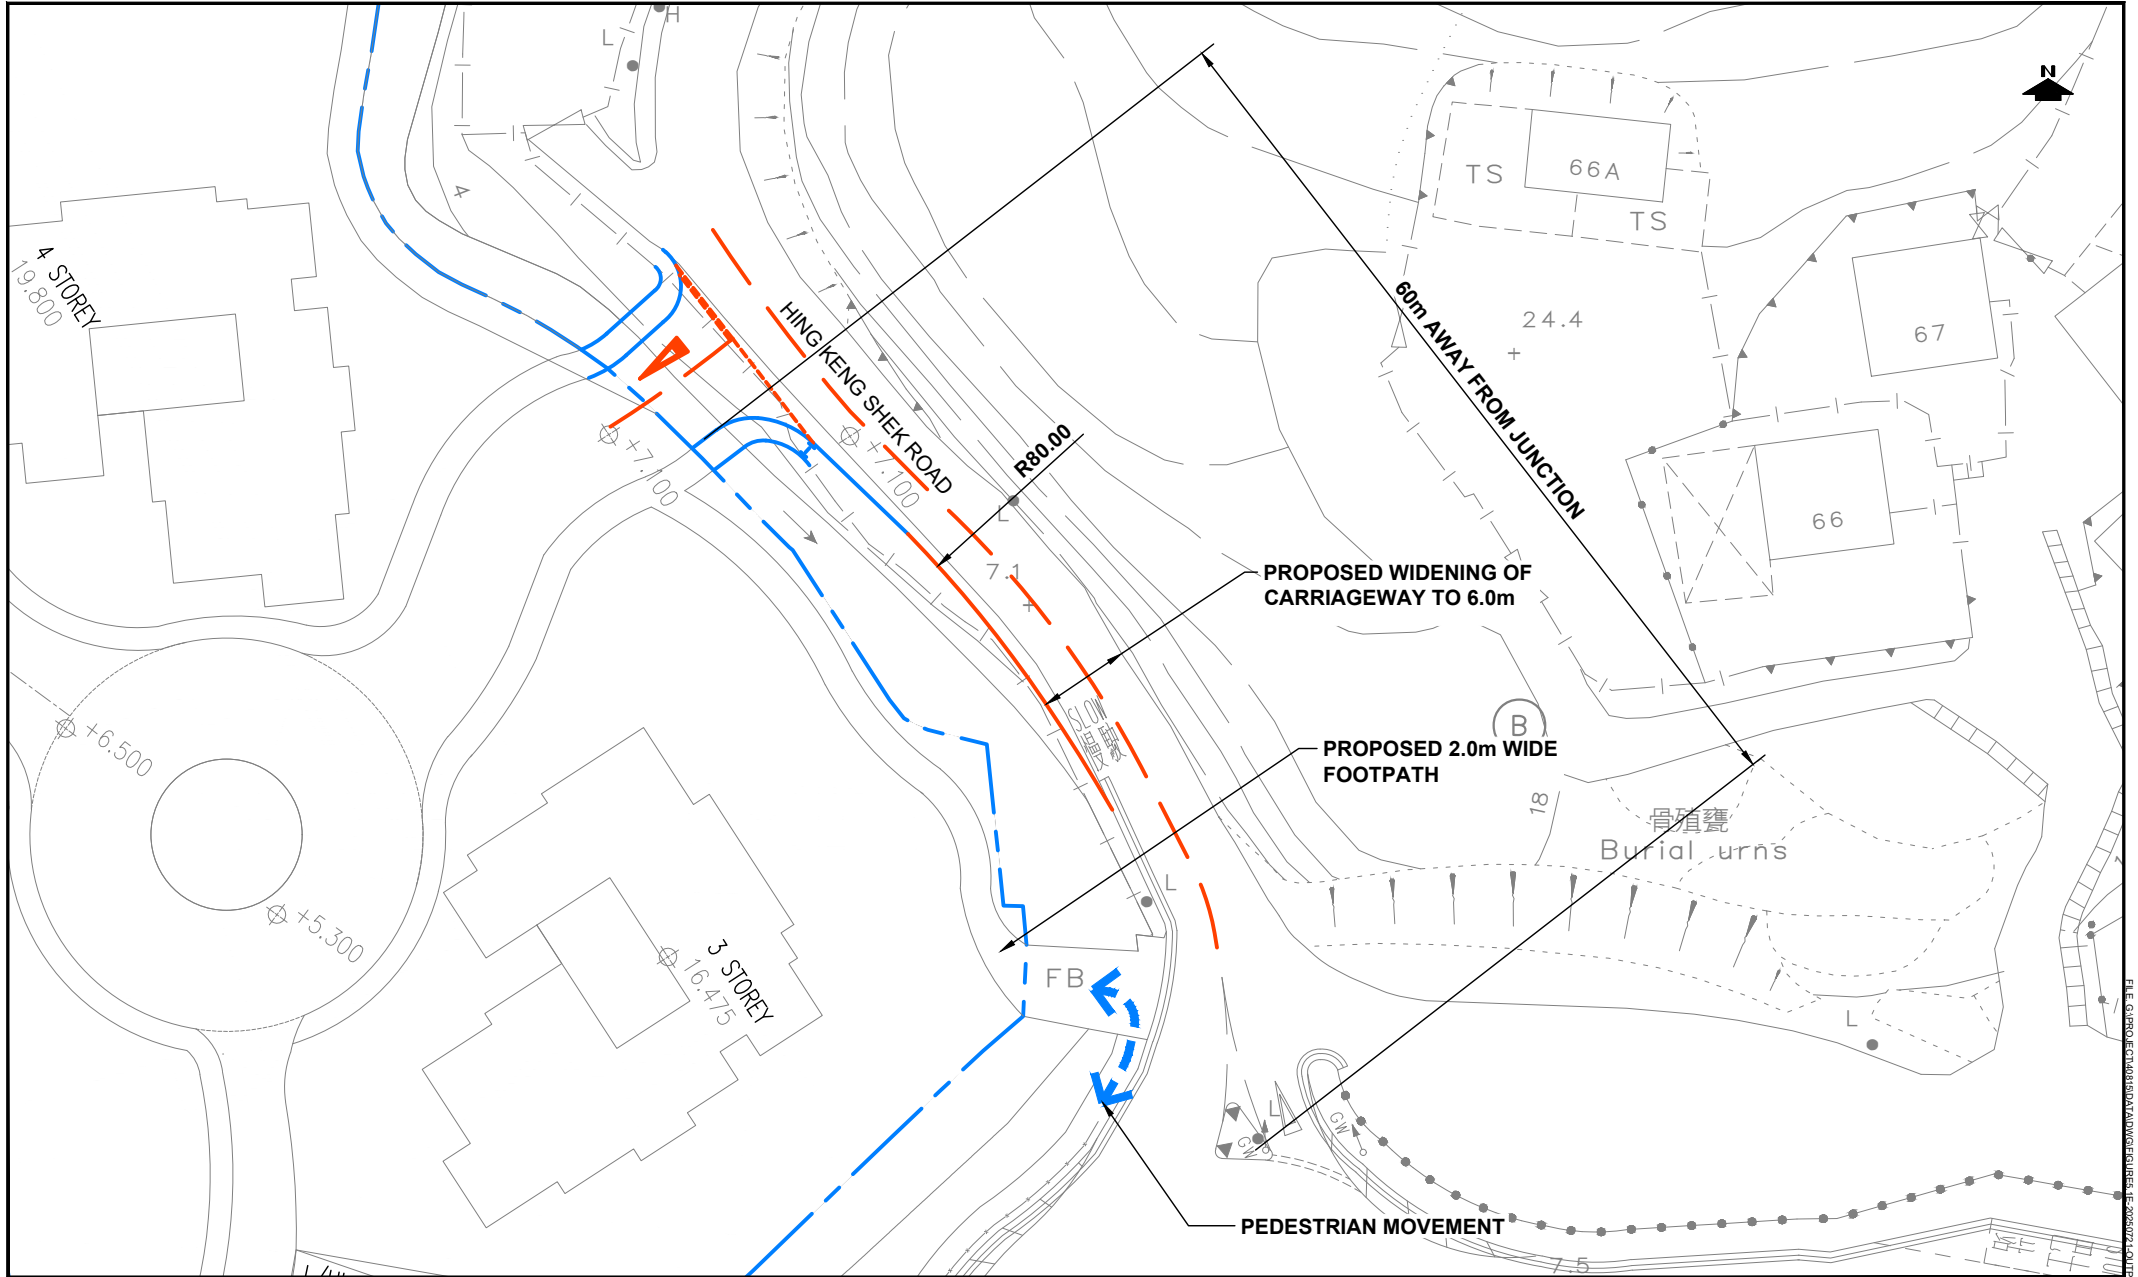 H
L
N
4
TS
66A
TS
4 STOREY
19.800
HING KENG SHEK ROAD
60m AWAY FROM JUNCTION
24.4
67
+7.100
+7.100
R80.00
L
66
7.1
PROPOSED WIDENING OF
CARRIAGEWAY TO 6.0m
SLOW
B
+6.500
PROPOSED 2.0m WIDE
FOOTPATH
18
骨殖甕
Burial urns
L
+5.300
3 STOREY
16.475
FB
L
L
GW
GW
PEDESTRIAN MOVEMENT
7.5